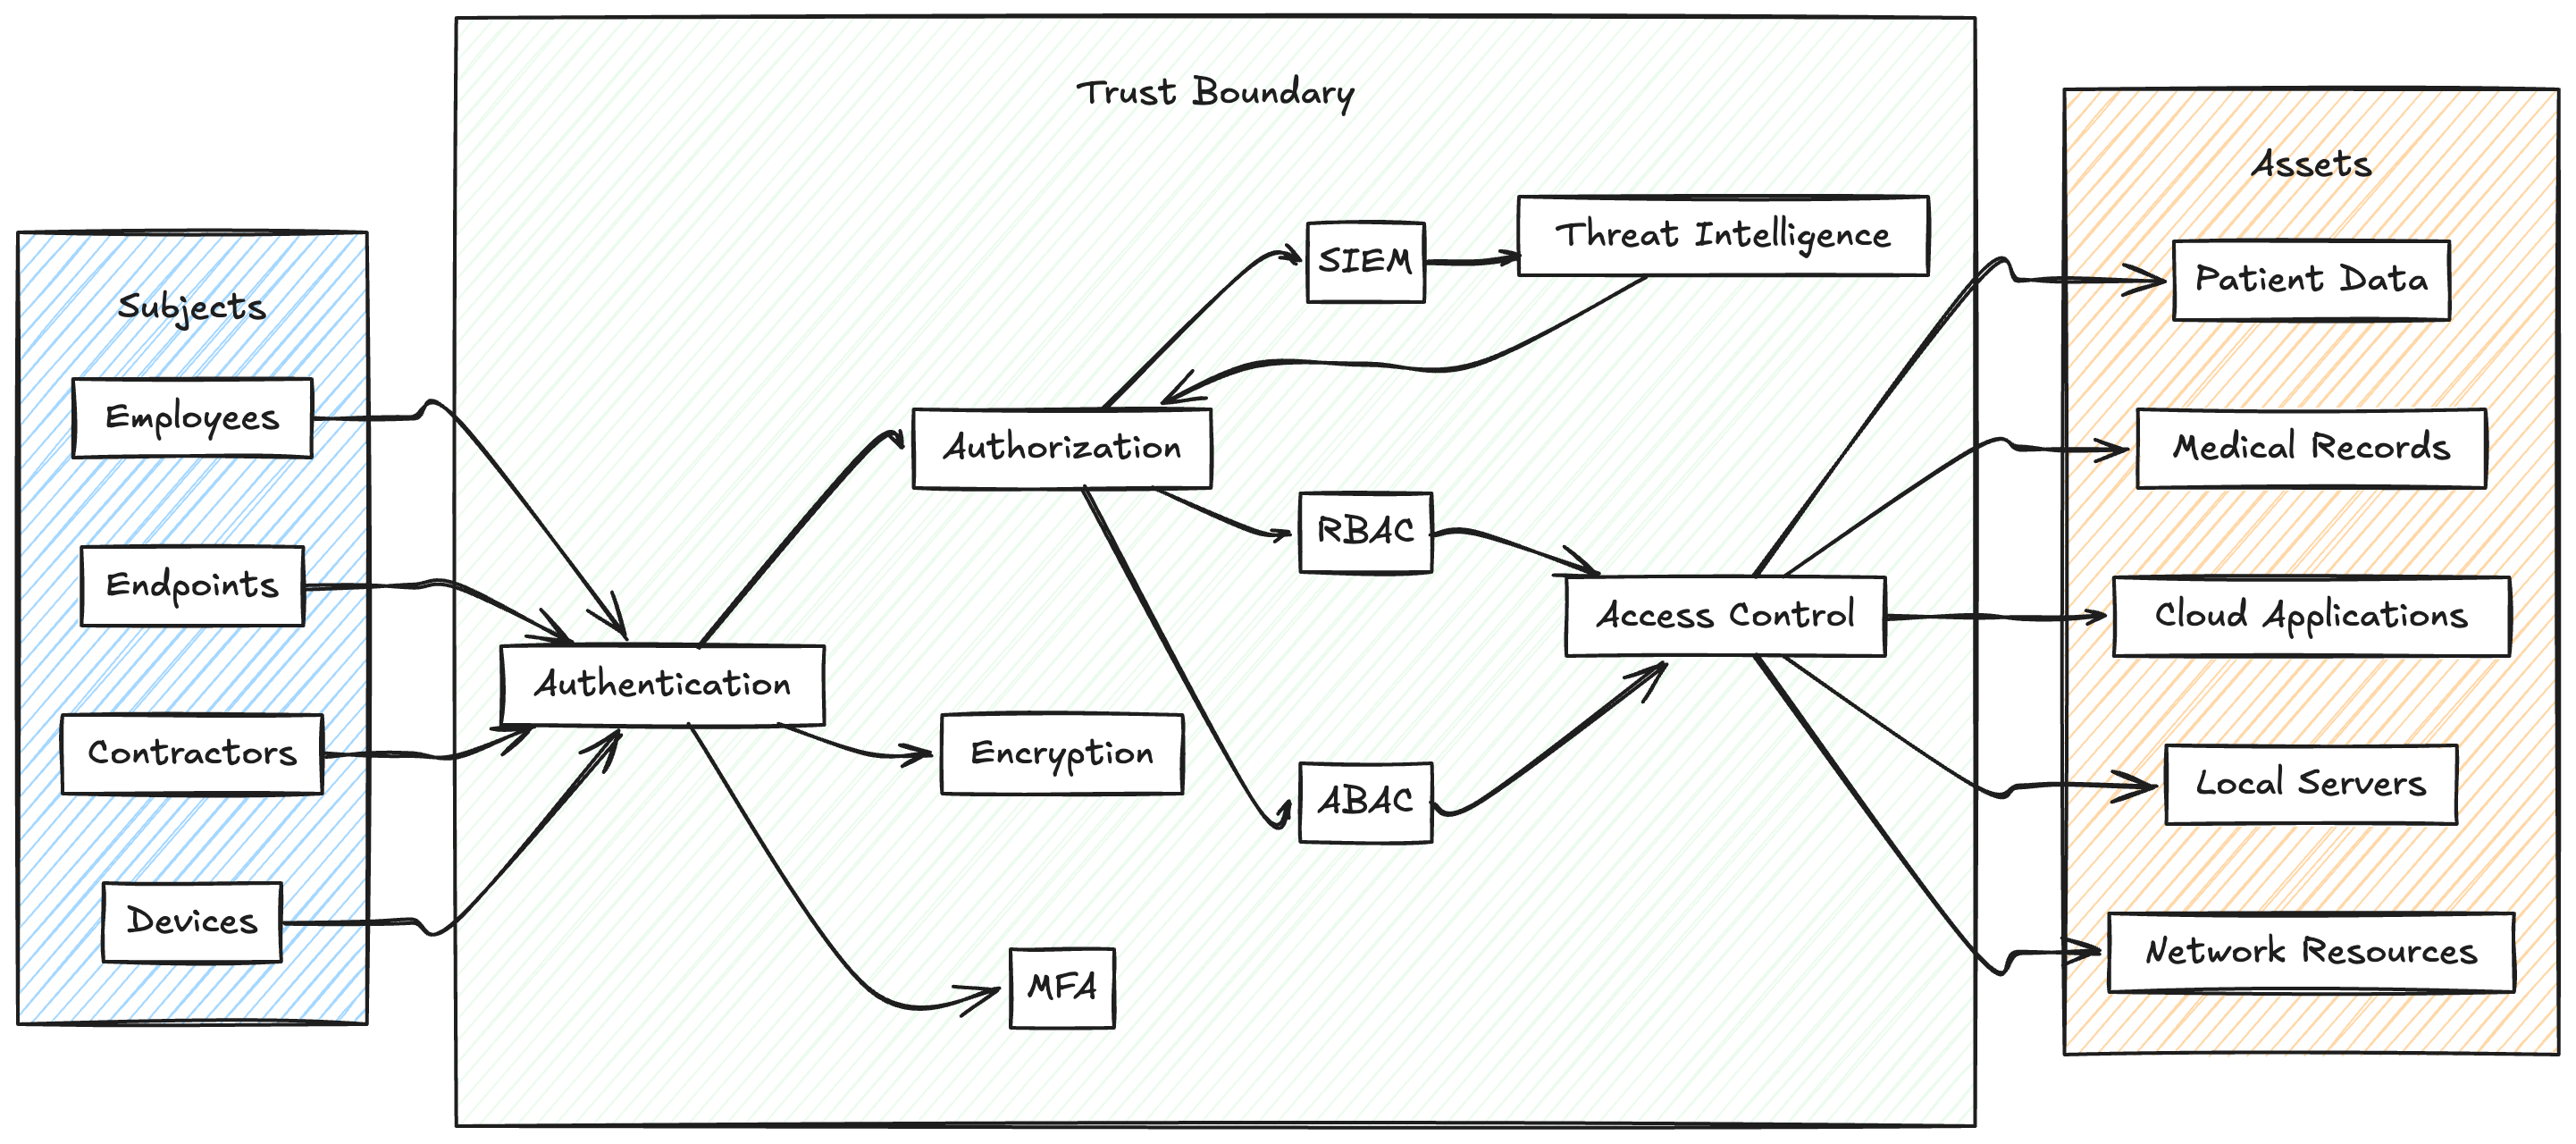 Trust Boundary
Subjects
Employees
Endpoints
Contractors
Devices
Authentication
Authorization
Encryption
MFA
SIEM
Threat Intelligence
RBAC
ABAC
Access Control
Assets
Patient Data
Medical Records
Cloud Applications
Local Servers
Network Resources